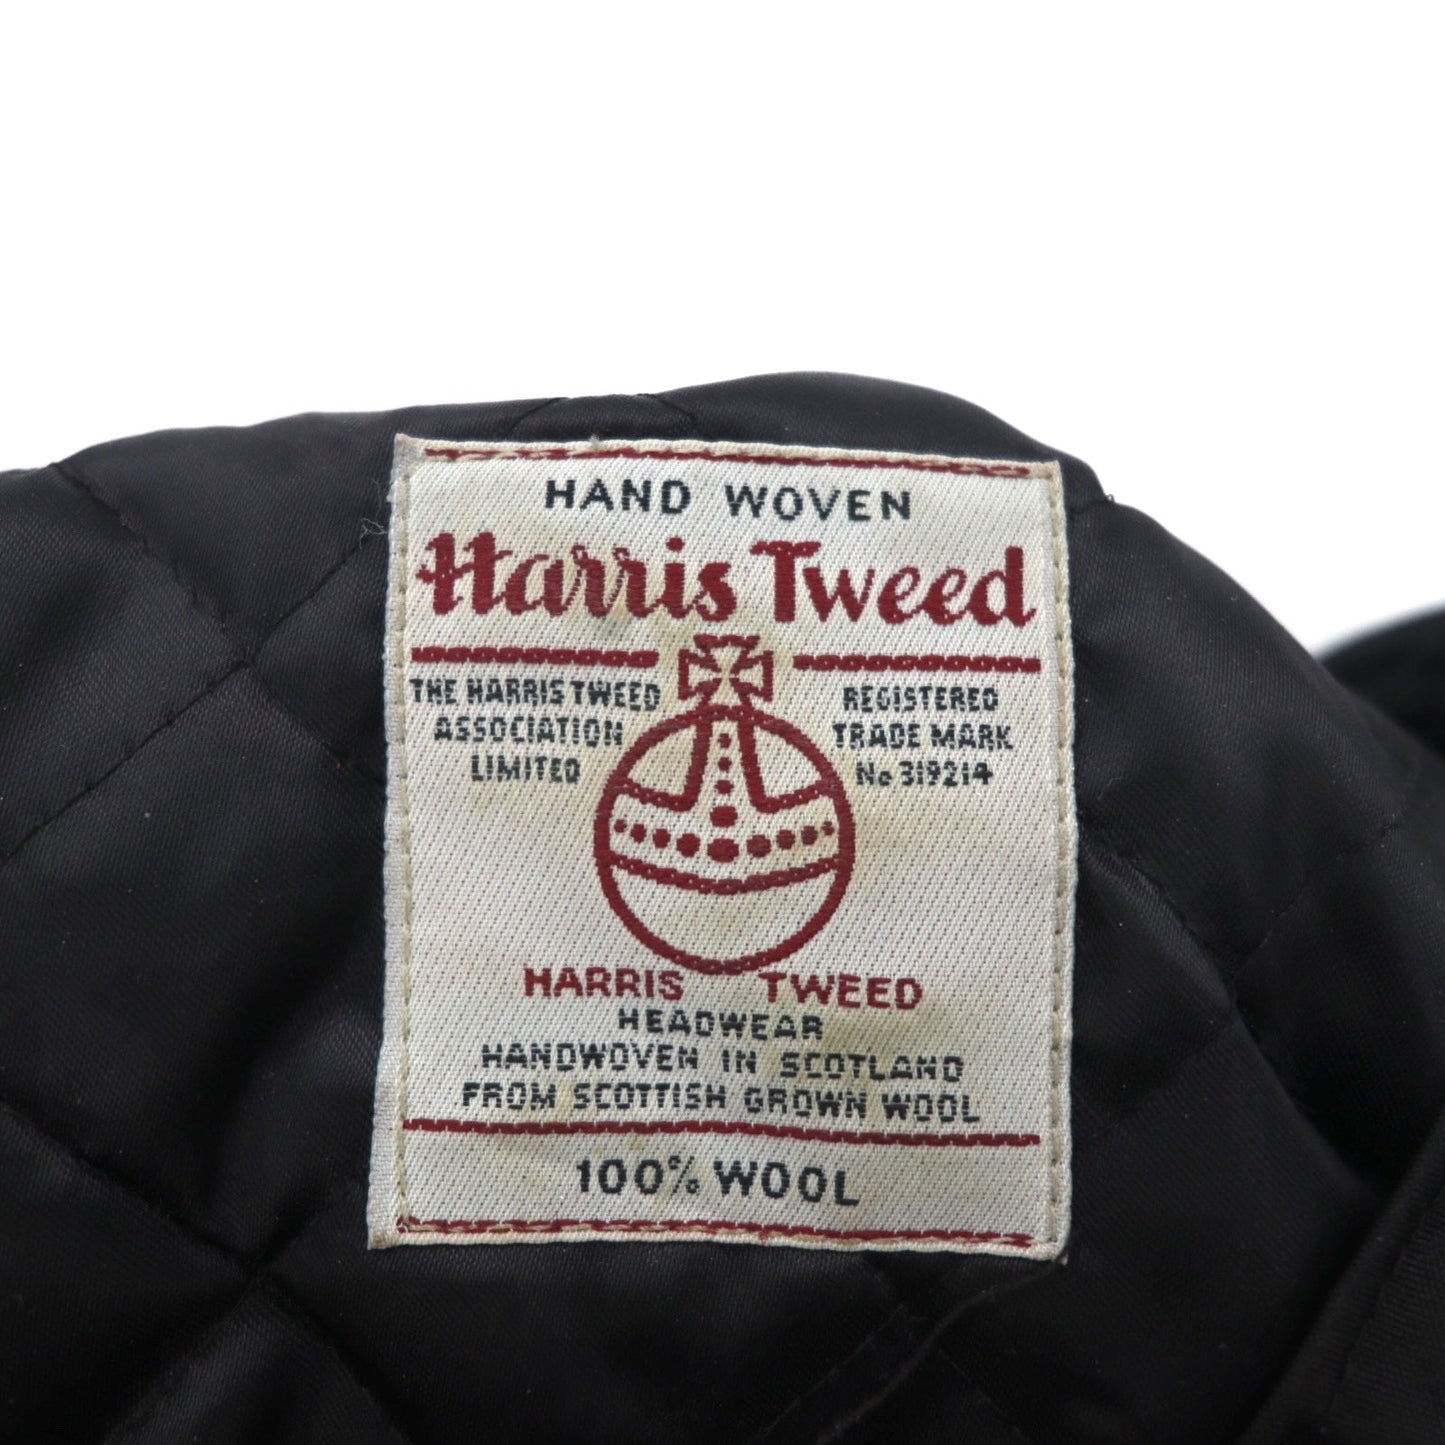 HAND WOVEN
Harris Tweed
THE HARRIS TWEED
ASSOCIATION
LIMITED
REGISTERED
TRADE MARK
No 319214
HARRIS TWEED
HEADWEAR
HANDWOVEN IN SCOTLAND
FROM SCOTTISH GROWN WOOL
100% WOOL